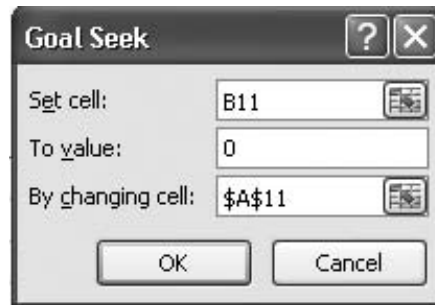 Goal Seek
Set cell: B11
To value: 0
By changing cell: $A$11
OK Cancel